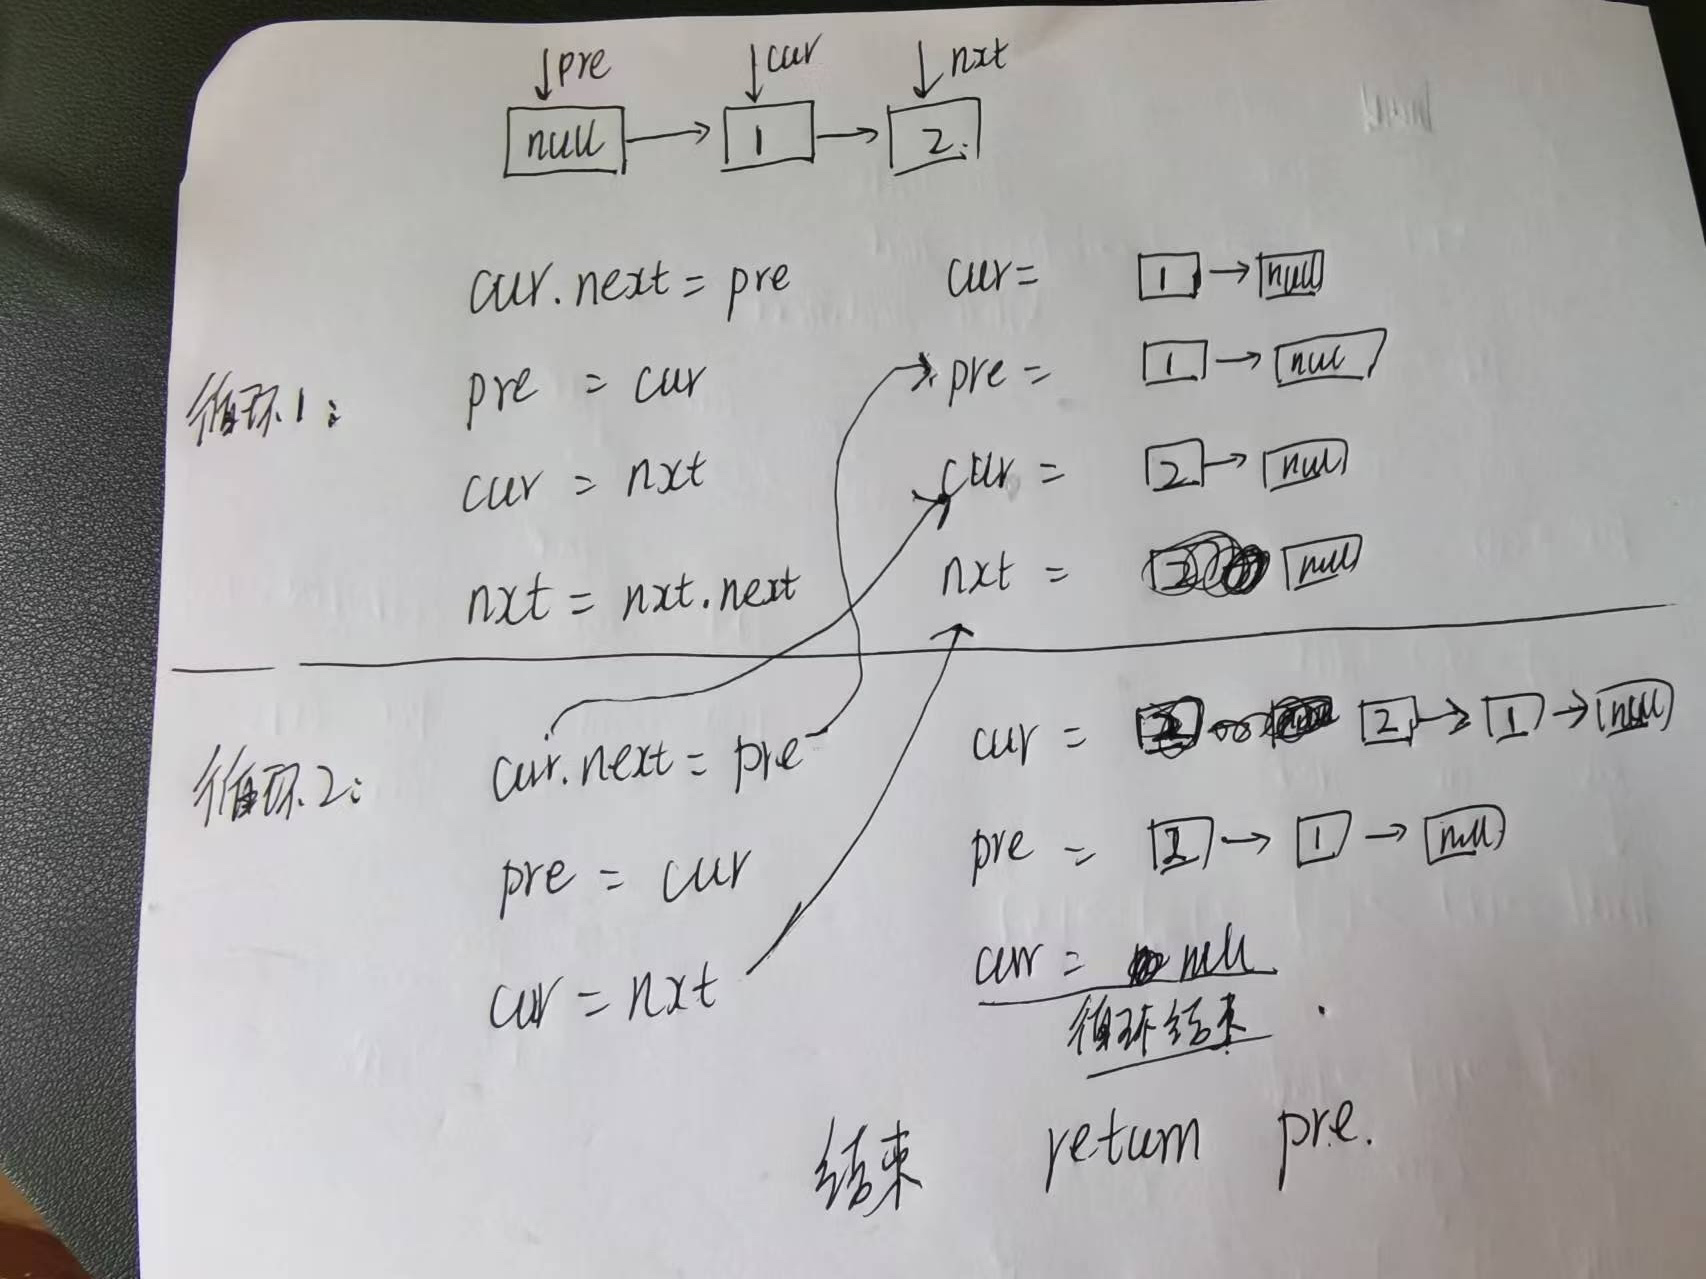 ↓pre ↓cur ↓nxt
null → 1 → 2
cur.next = pre cur= 1 → null
循环1: pre = cur pre = 1 → null
cur = nxt cur = 2 → null
nxt = nxt.next nxt = null
循环2: cur.next = pre cur = 2 → 1 → null
pre = cur pre = 2 → 1 → null
cur = nxt cur = null
循环结束
结束 return pre.